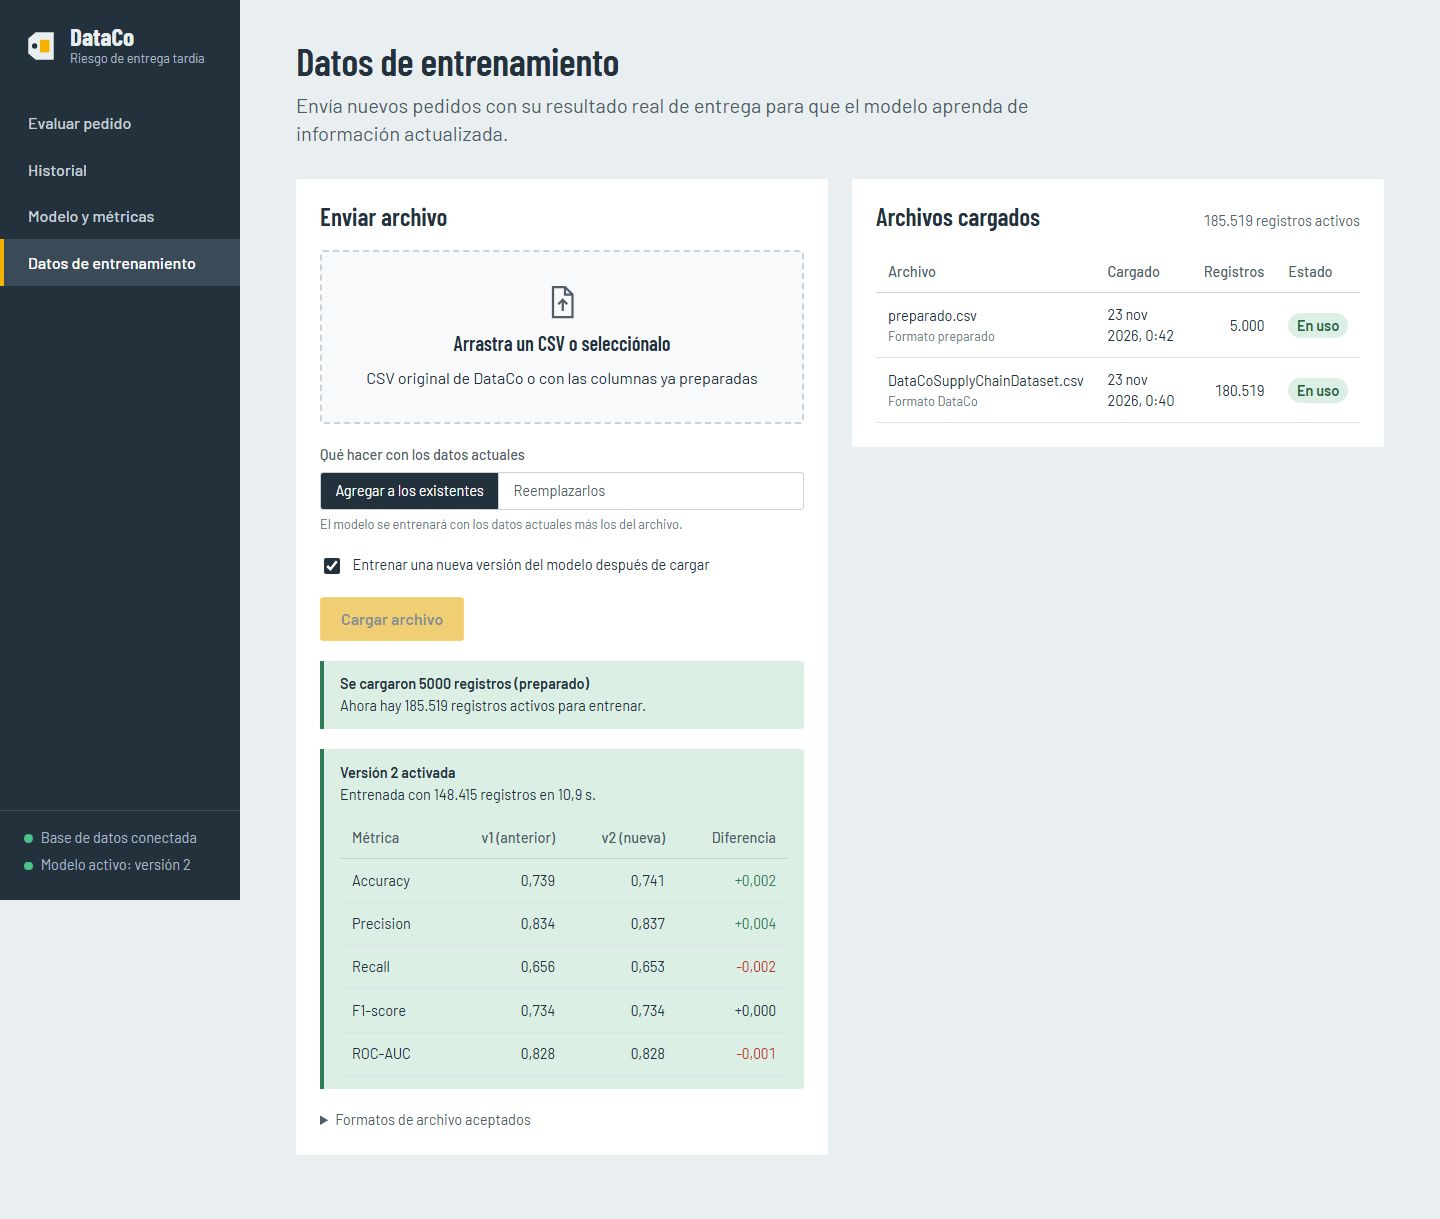 DataCo
Riesgo de entrega tardía
Evaluar pedido
Historial
Modelo y métricas
Datos de entrenamiento
Base de datos conectada
Modelo activo: versión 2
Datos de entrenamiento
Envía nuevos pedidos con su resultado real de entrega para que el modelo aprenda de
información actualizada.
Enviar archivo
Arrastra un CSV o selecciónalo
CSV original de DataCo o con las columnas ya preparadas
Qué hacer con los datos actuales
Agregar a los existentes Reemplazarlos
El modelo se entrenará con los datos actuales más los del archivo.
Entrenar una nueva versión del modelo después de cargar
Cargar archivo
Se cargaron 5000 registros (preparado)
Ahora hay 185.519 registros activos para entrenar.
Versión 2 activada
Entrenada con 148.415 registros en 10,9 s.
Métrica v1 (anterior) v2 (nueva) Diferencia
Accuracy 0,739 0,741 +0,002
Precision 0,834 0,837 +0,004
Recall 0,656 0,653 -0,002
F1-score 0,734 0,734 +0,000
ROC-AUC 0,828 0,828 -0,001
Formatos de archivo aceptados
Archivos cargados 185.519 registros activos
Archivo Cargado Registros Estado
preparado.csv 23 nov 2026, 0:42 5.000 En uso
Formato preparado
DataCoSupplyChainDataset.csv 23 nov 2026, 0:40 180.519 En uso
Formato DataCo